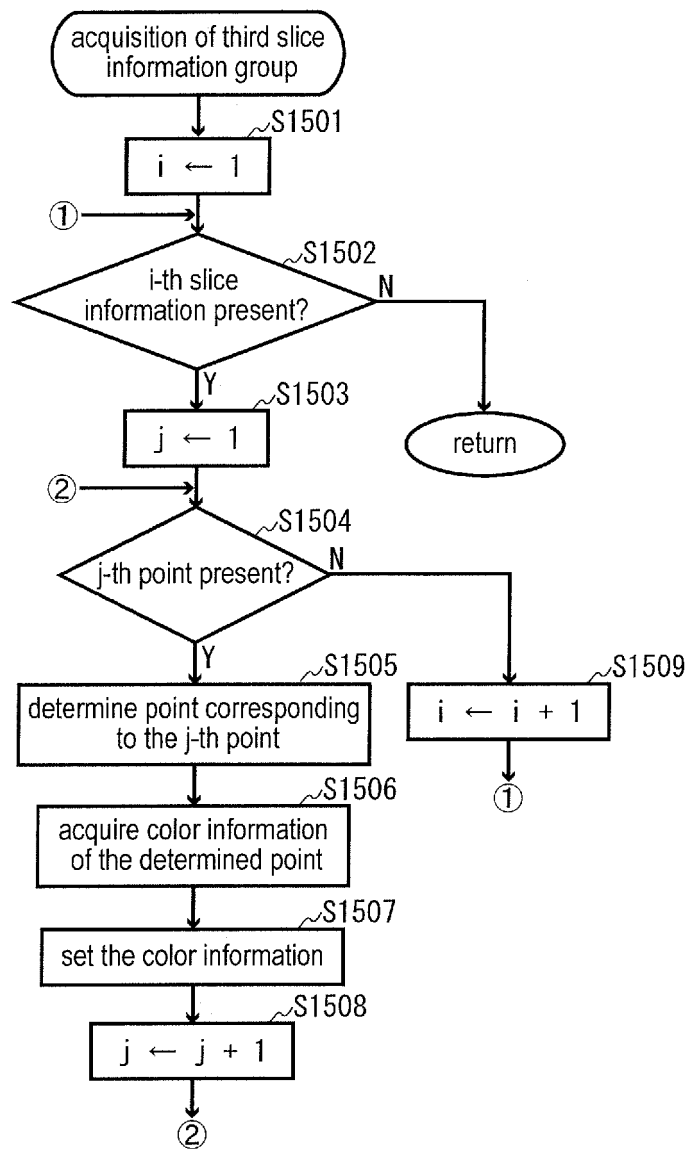 acquisition of third slice
information group
S1501
i ← 1
①
S1502
i-th slice
information present?
N
Y
S1503
j ← 1
return
②
S1504
j-th point present?
N
Y
S1505
determine point corresponding
to the j-th point
S1509
i ← i + 1
①
S1506
acquire color information
of the determined point
S1507
set the color information
S1508
j ← j + 1
②